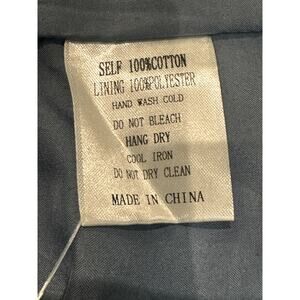 SELF 100%COTTON
LINING 100%POLYESTER
HAND WASH COLD
DO NOT BLEACH
HANG DRY
COOL IRON
DO NOT DRY CLEAN
MADE IN CHINA